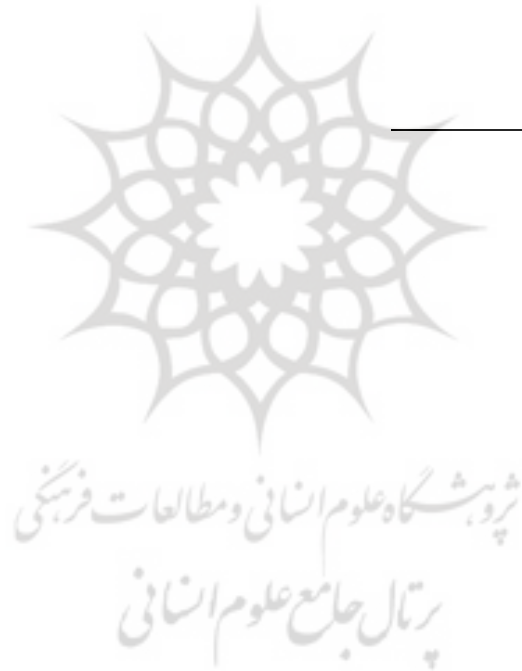 پژوهشگاه علوم انسانی و مطالعات فرهنگی
پرتال جامع علوم انسانی